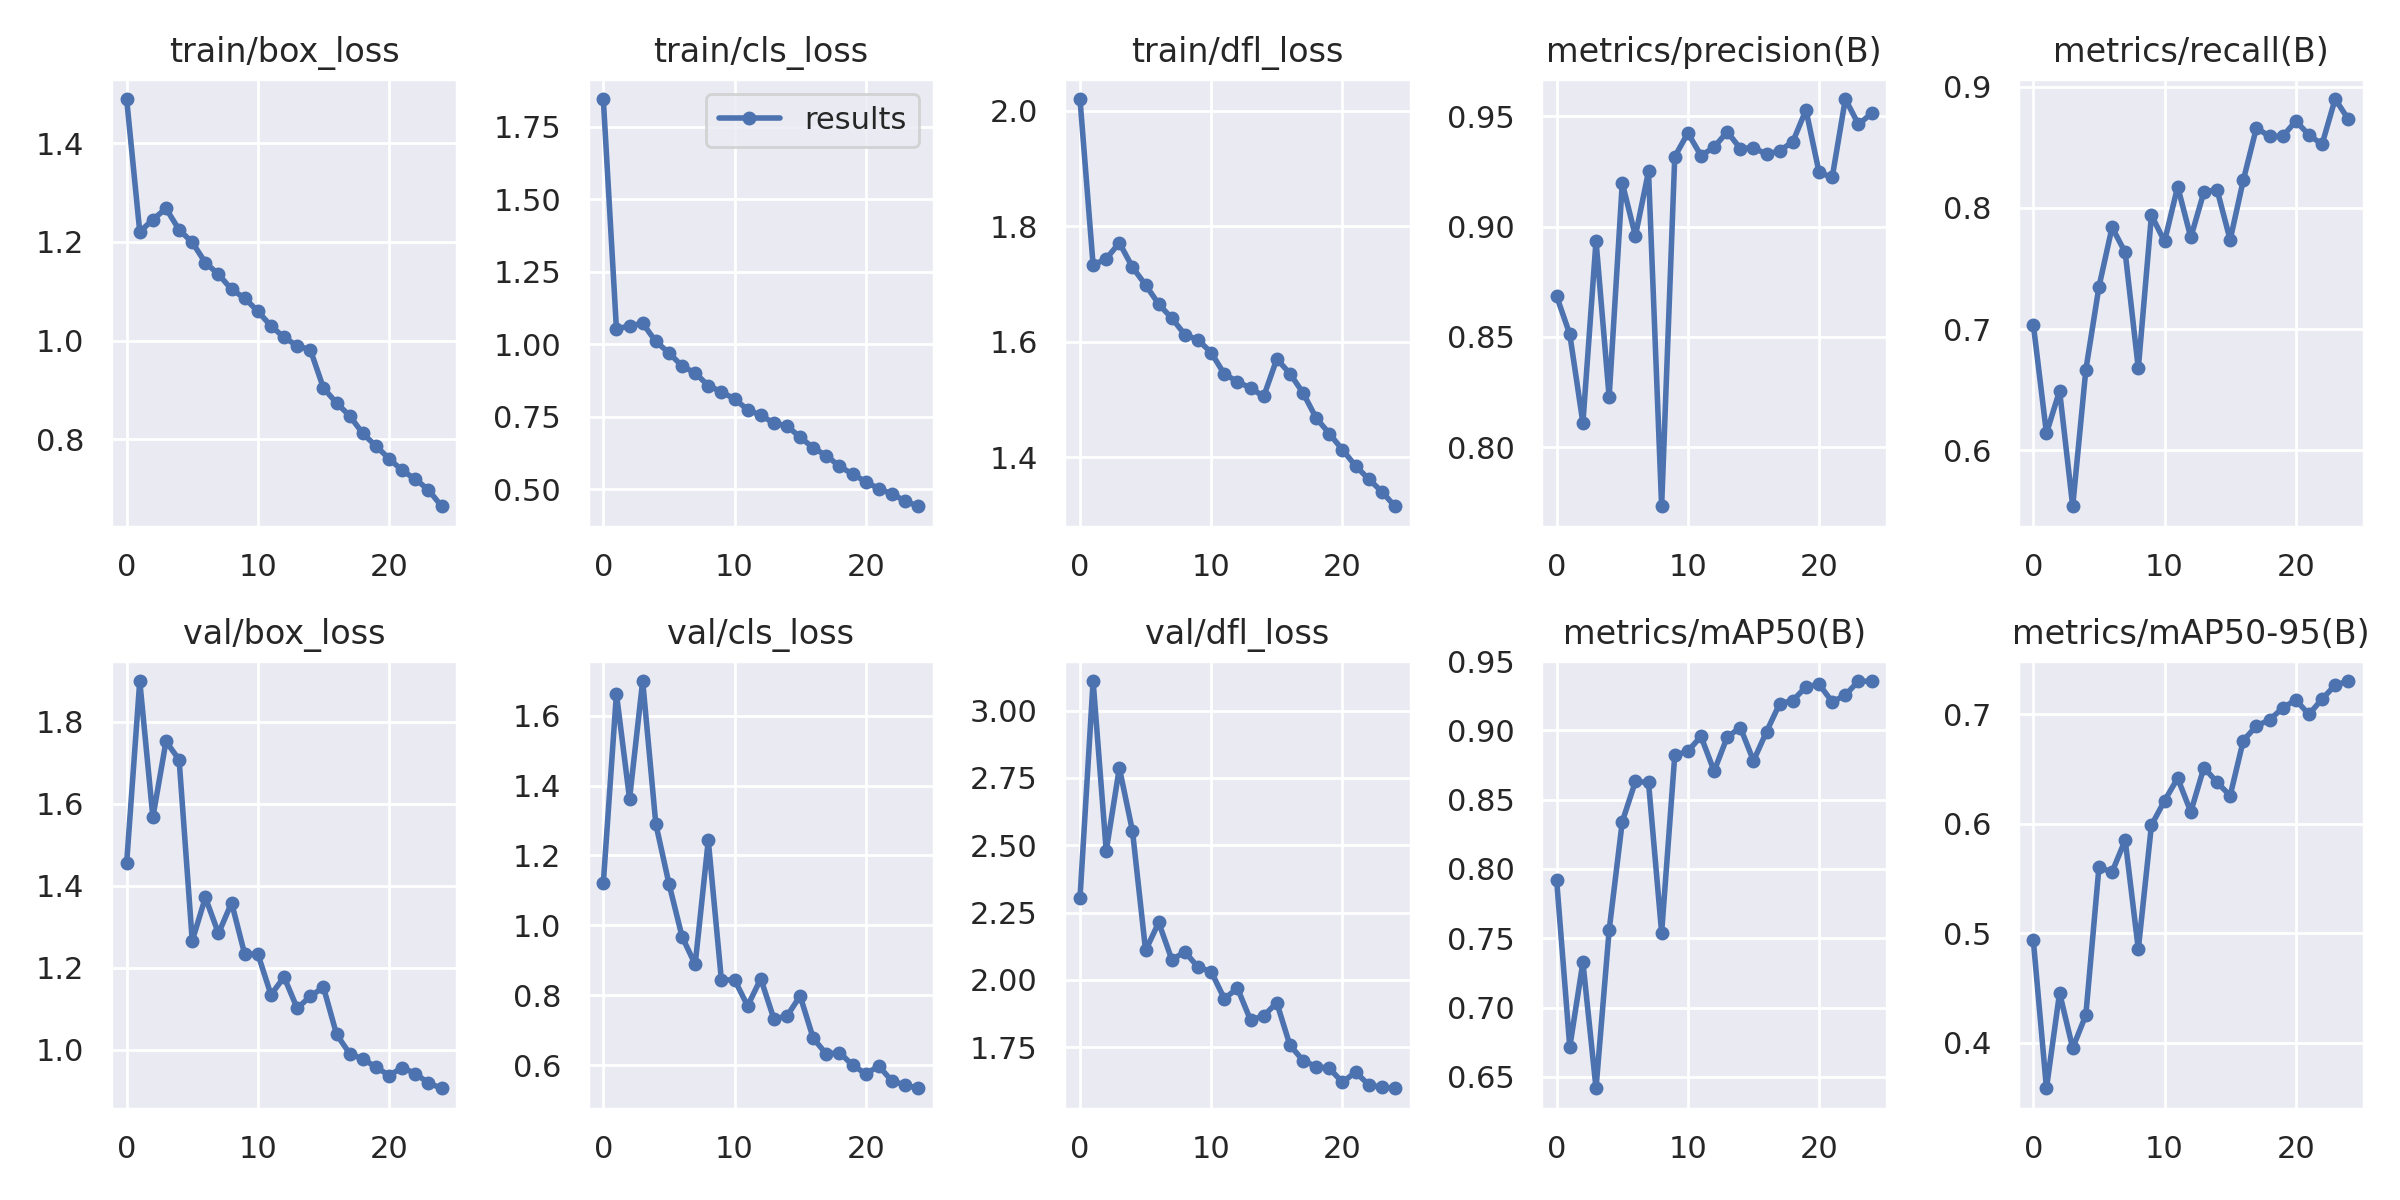 train/box_loss
1.4
1.2
1.0
0.8
0 10 20
train/cls_loss
results
1.75
1.50
1.25
1.00
0.75
0.50
0 10 20
train/dfl_loss
2.0
1.8
1.6
1.4
0 10 20
metrics/precision(B)
0.95
0.90
0.85
0.80
0 10 20
metrics/recall(B)
0.9
0.8
0.7
0.6
0 10 20
val/box_loss
1.8
1.6
1.4
1.2
1.0
0 10 20
val/cls_loss
1.6
1.4
1.2
1.0
0.8
0.6
0 10 20
val/dfl_loss
3.00
2.75
2.50
2.25
2.00
1.75
0 10 20
metrics/mAP50(B)
0.95
0.90
0.85
0.80
0.75
0.70
0.65
0 10 20
metrics/mAP50-95(B)
0.7
0.6
0.5
0.4
0 10 20